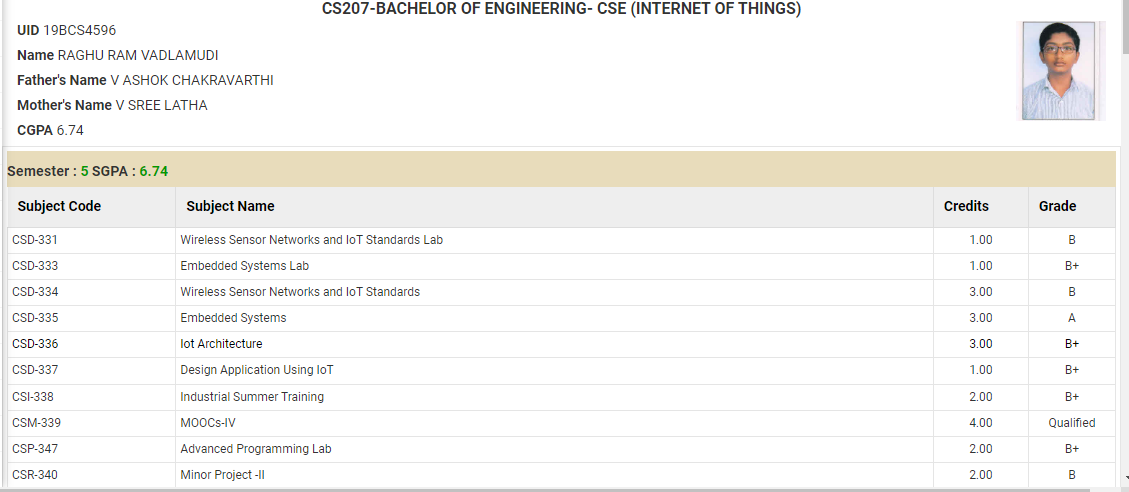 CS207-BACHELOR OF ENGINEERING- CSE (INTERNET OF THINGS)
UID 19BCS4596
Name RAGHU RAM VADLAMUDI
Father's Name V ASHOK CHAKRAVARTHI
Mother's Name V SREE LATHA
CGPA 6.74
Semester : 5 SGPA : 6.74
Subject Code Subject Name Credits Grade
CSD-331 Wireless Sensor Networks and IoT Standards Lab 1.00 B
CSD-333 Embedded Systems Lab 1.00 B+
CSD-334 Wireless Sensor Networks and IoT Standards 3.00 B
CSD-335 Embedded Systems 3.00 A
CSD-336 Iot Architecture 3.00 B+
CSD-337 Design Application Using IoT 1.00 B+
CSI-338 Industrial Summer Training 2.00 B+
CSM-339 MOOCs-IV 4.00 Qualified
CSP-347 Advanced Programming Lab 2.00 B+
CSR-340 Minor Project -II 2.00 B